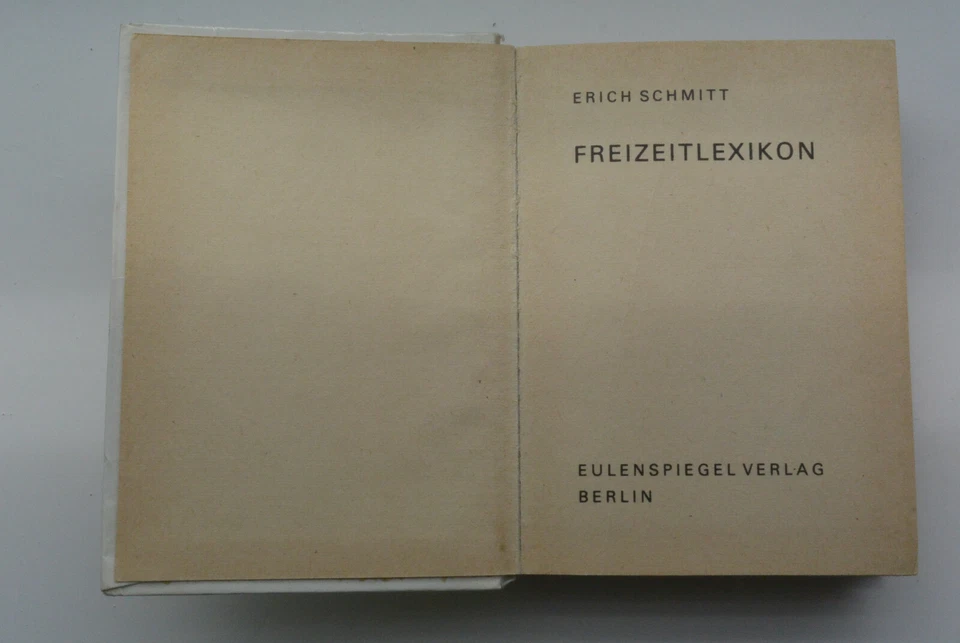 ERICH SCHMITT
FREIZEITLEXIKON
EULENSPIEGEL VERLAG
BERLIN